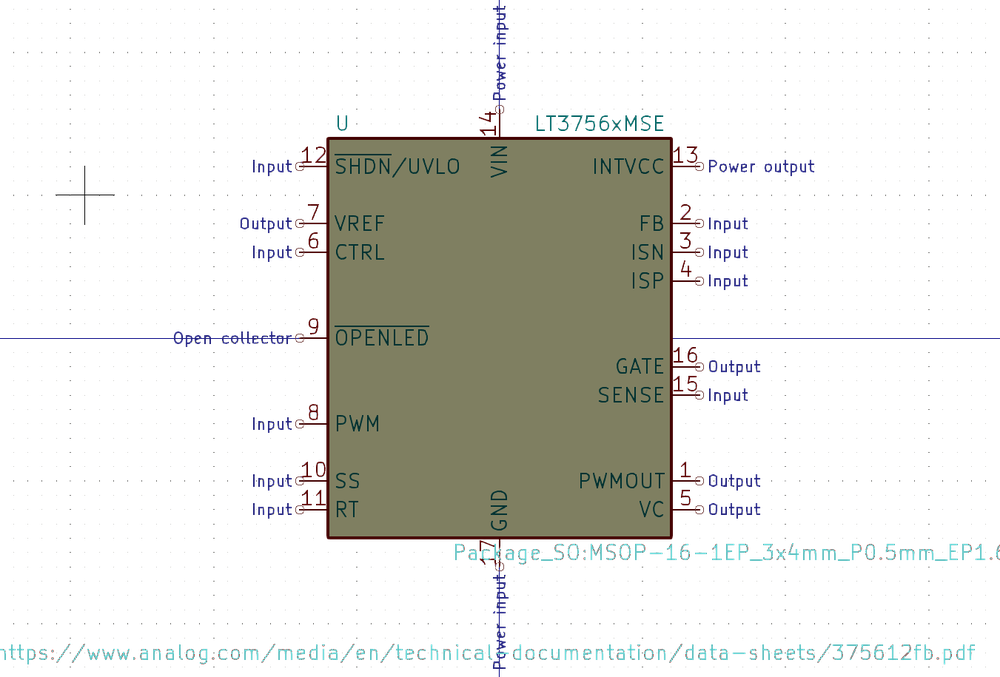 Power input
14
U
LT3756xMSE
VIN
Input 12 SHDN/UVLO
INTVCC 13 Power output
Output 7 VREF
FB 2 Input
Input 6 CTRL
ISN 3 Input
ISP 4 Input
Open collector 9 OPENLED
GATE 16 Output
SENSE 15 Input
Input 8 PWM
Input 10 SS
PWMOUT 1 Output
Input 11 RT
VC 5 Output
GND
17
Package_SO:MSOP-16-1EP_3x4mm_P0.5mm_EP1.6
Power input
https://www.analog.com/media/en/technical-documentation/data-sheets/375612fb.pdf